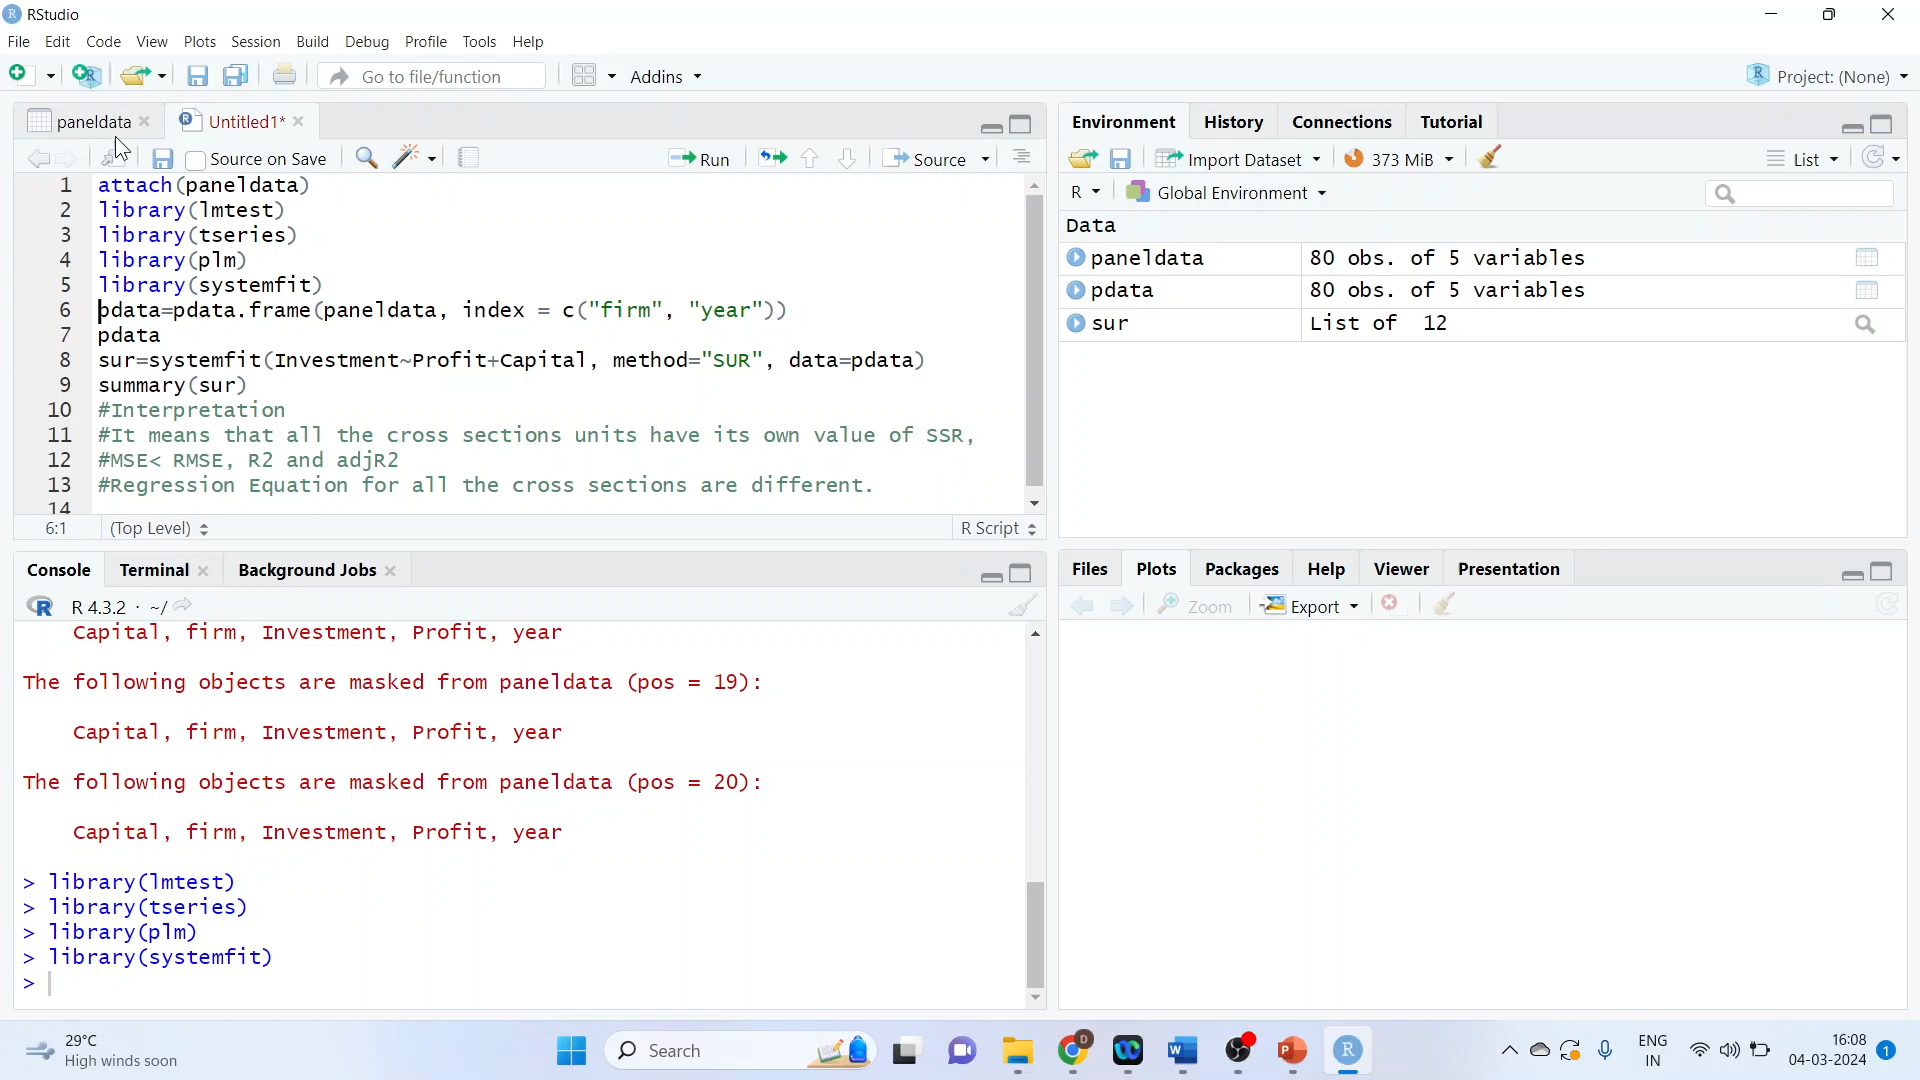 RStudio
File Edit Code View Plots Session Build Debug Profile Tools Help
Go to file/function Addins Project: (None)
paneldata Untitled1*
Source on Save Run Source
1 attach(paneldata)
2 library(lmtest)
3 library(tseries)
4 library(plm)
5 library(systemfit)
6 pdata=pdata.frame(paneldata, index = c("firm", "year"))
7 pdata
8 sur=systemfit(Investment~Profit+Capital, method="SUR", data=pdata)
9 summary(sur)
10 #Interpretation
11 #It means that all the cross sections units have its own value of SSR,
12 #MSE< RMSE, R2 and adjR2
13 #Regression Equation for all the cross sections are different.
14
6:1 (Top Level) R Script
Console Terminal Background Jobs
R 4.3.2 · ~/
Capital, firm, Investment, Profit, year
The following objects are masked from paneldata (pos = 19):
Capital, firm, Investment, Profit, year
The following objects are masked from paneldata (pos = 20):
Capital, firm, Investment, Profit, year
> library(lmtest)
> library(tseries)
> library(plm)
> library(systemfit)
>
Environment History Connections Tutorial
Import Dataset 373 MiB List
R Global Environment
Data
paneldata 80 obs. of 5 variables
pdata 80 obs. of 5 variables
sur List of 12
Files Plots Packages Help Viewer Presentation
Zoom Export
29°C
High winds soon
Search
ENG
IN
16:08
04-03-2024
1